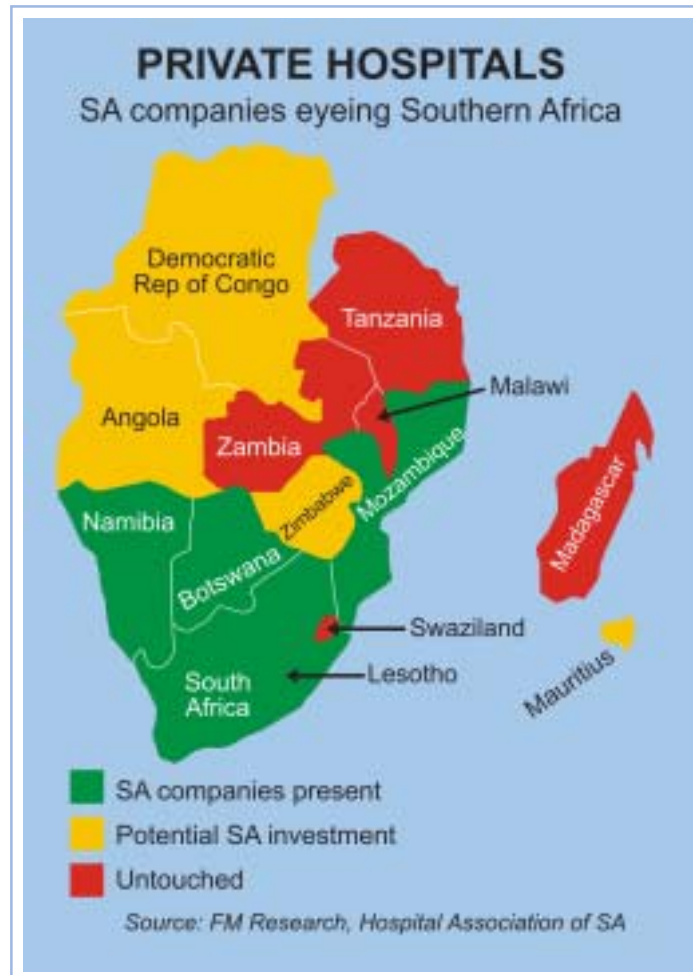 PRIVATE HOSPITALS
SA companies eyeing Southern Africa
Democratic
Rep of Congo
Tanzania
Malawi
Angola
Zambia
Mozambique
Zimbabwe
Namibia
Botswana
Madagascar
Swaziland
Lesotho
South
Africa
Mauritius
SA companies present
Potential SA investment
Untouched
Source: FM Research, Hospital Association of SA